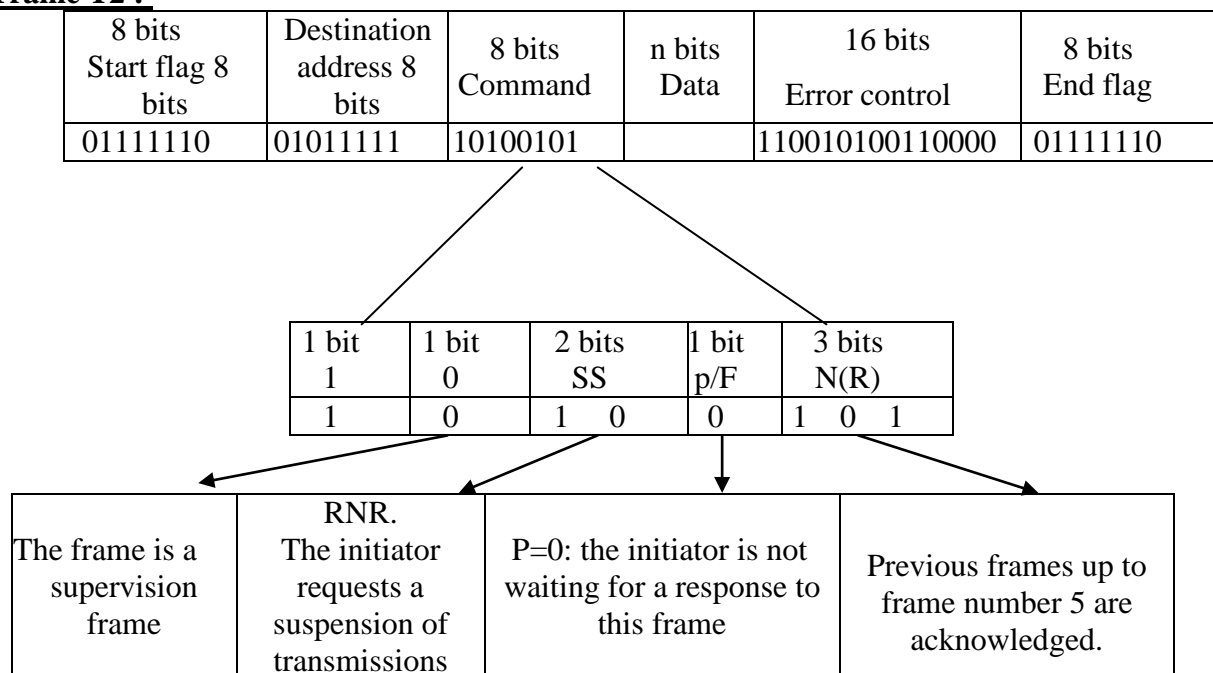 8 bits
Start flag 8
bits
Destination
address 8
bits
8 bits
Command
n bits
Data
16 bits
Error control
8 bits
End flag
01111110 01011111 10100101 110010100110000 01111110
1 bit 1 bit 2 bits 1 bit 3 bits
1 0 SS p/F N(R)
1 0 1 0 0 1 0 1
The frame is a
supervision
frame
RNR.
The initiator
requests a
suspension of
transmissions
P=0: the initiator is not
waiting for a response to
this frame
Previous frames up to
frame number 5 are
acknowledged.